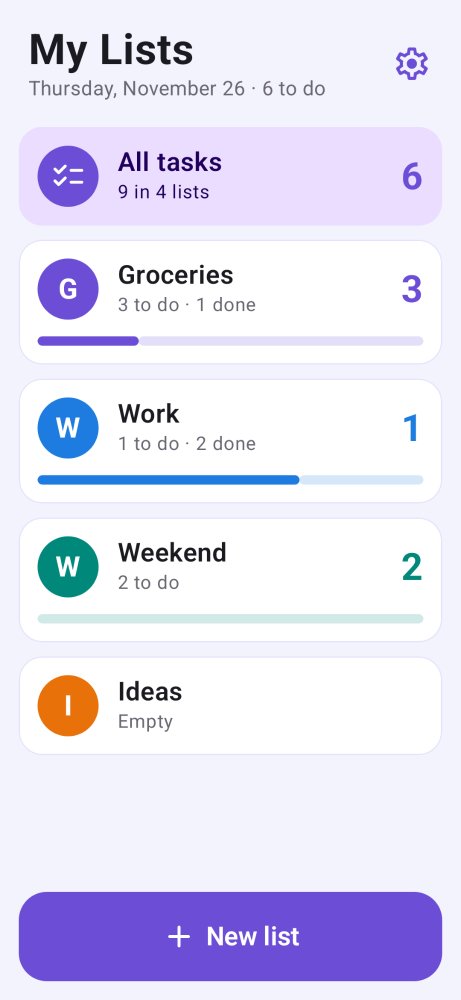 My Lists
Thursday, November 26 · 6 to do
All tasks
9 in 4 lists
6
G
Groceries
3 to do · 1 done
3
W
Work
1 to do · 2 done
1
W
Weekend
2 to do
2
I
Ideas
Empty
New list